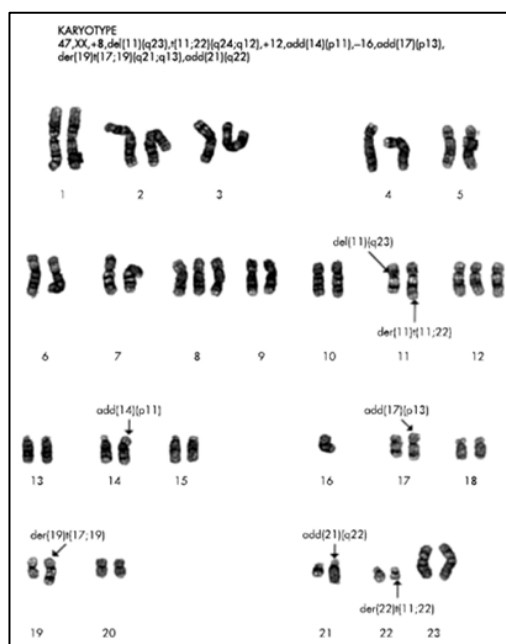 KARYOTYPE
47,XX,+8,del(11)(q23),t(11;22)(q24;q12),+12,add(14)(p11),–16,add(17)(p13),
der(19)t(17;19)(q21;q13),add(21)(q22)
1 2 3 4 5
del(11)(q23)
der(11)t(11;22)
6 7 8 9 10 11 12
add(14)(p11) add(17)(p13)
13 14 15 16 17 18
der(19)t(17;19) add(21)(q22)
der(22)t(11;22)
19 20 21 22 23